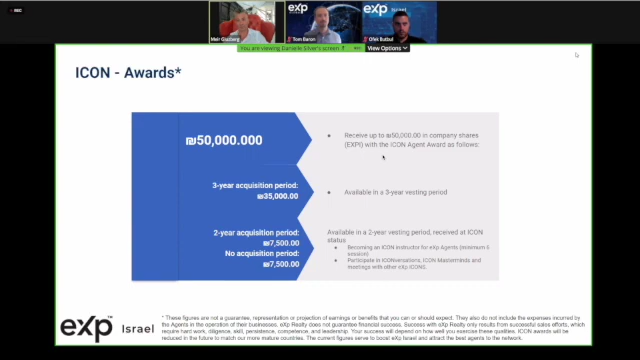 REC
exp
exp
Israel
Meir Glazberg
Tom Baron
Ofek Butbul
You are viewing Danielle Silver's screen
View Options
ICON - Awards*
₪50,000.000
• Receive up to ₪50,000.00 in company shares
(EXPI) with the ICON Agent Award as follows:
3-year acquisition period:
₪35,000.00
• Available in a 3-year vesting period
2-year acquisition period:
₪7,500.00
No acquisition period:
₪7,500.00
Available in a 2-year vesting period, received at ICON
status
• Becoming an ICON instructor for eXp Agents (minimum 6
session)
• Participate in ICONversations, ICON Masterminds and
meetings with other eXp ICONS.
exp™ Israel
* These figures are not a guarantee, representation or projection of earnings or benefits that you can or should expect. They also do not include the expenses incurred by
the Agents in the operation of their businesses. eXp Realty does not guarantee financial success. Success with eXp Realty only results from successful sales efforts, which
require hard work, diligence, skill, persistence, competence, and leadership. Your success will depend on how well you exercise these qualities. ICON awards will be
reduced in the future to match our more mature countries. The current figures serve to boost eXp Israel and attract the best agents to the network.